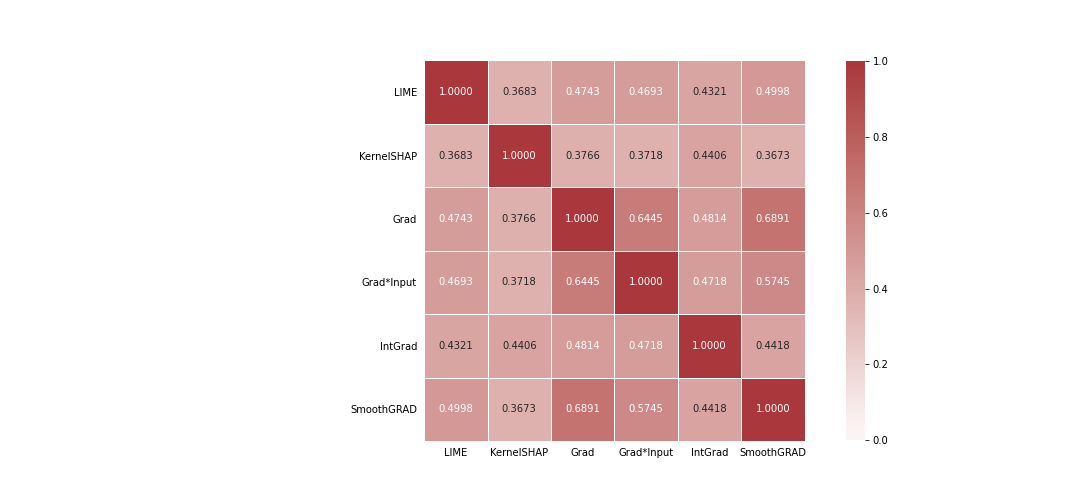 LIME 1.0000 0.3683 0.4743 0.4693 0.4321 0.4998
KernelSHAP 0.3683 1.0000 0.3766 0.3718 0.4406 0.3673
Grad 0.4743 0.3766 1.0000 0.6445 0.4814 0.6891
Grad*Input 0.4693 0.3718 0.6445 1.0000 0.4718 0.5745
IntGrad 0.4321 0.4406 0.4814 0.4718 1.0000 0.4418
SmoothGRAD 0.4998 0.3673 0.6891 0.5745 0.4418 1.0000
LIME KernelSHAP Grad Grad*Input IntGrad SmoothGRAD
1.0
0.8
0.6
0.4
0.2
0.0